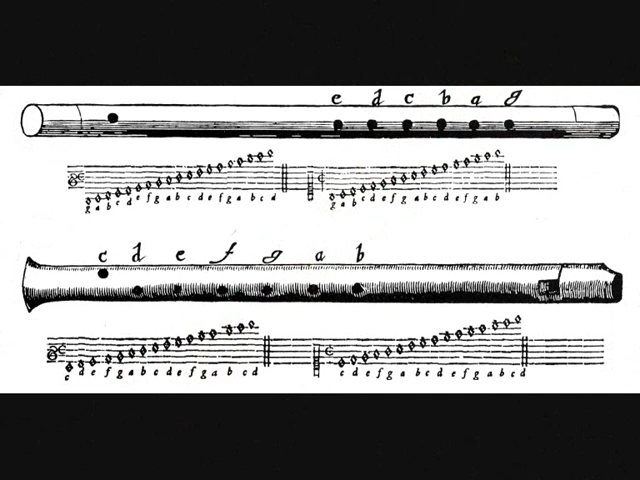 e d c b a g
g a b c d e f g a b c d e f g a b c d
g a b c d e f g a b c d e f g a b
c d e f g a b
c d e f g a b c d e f g a b c d
c d e f g a b c d e f g a b c d